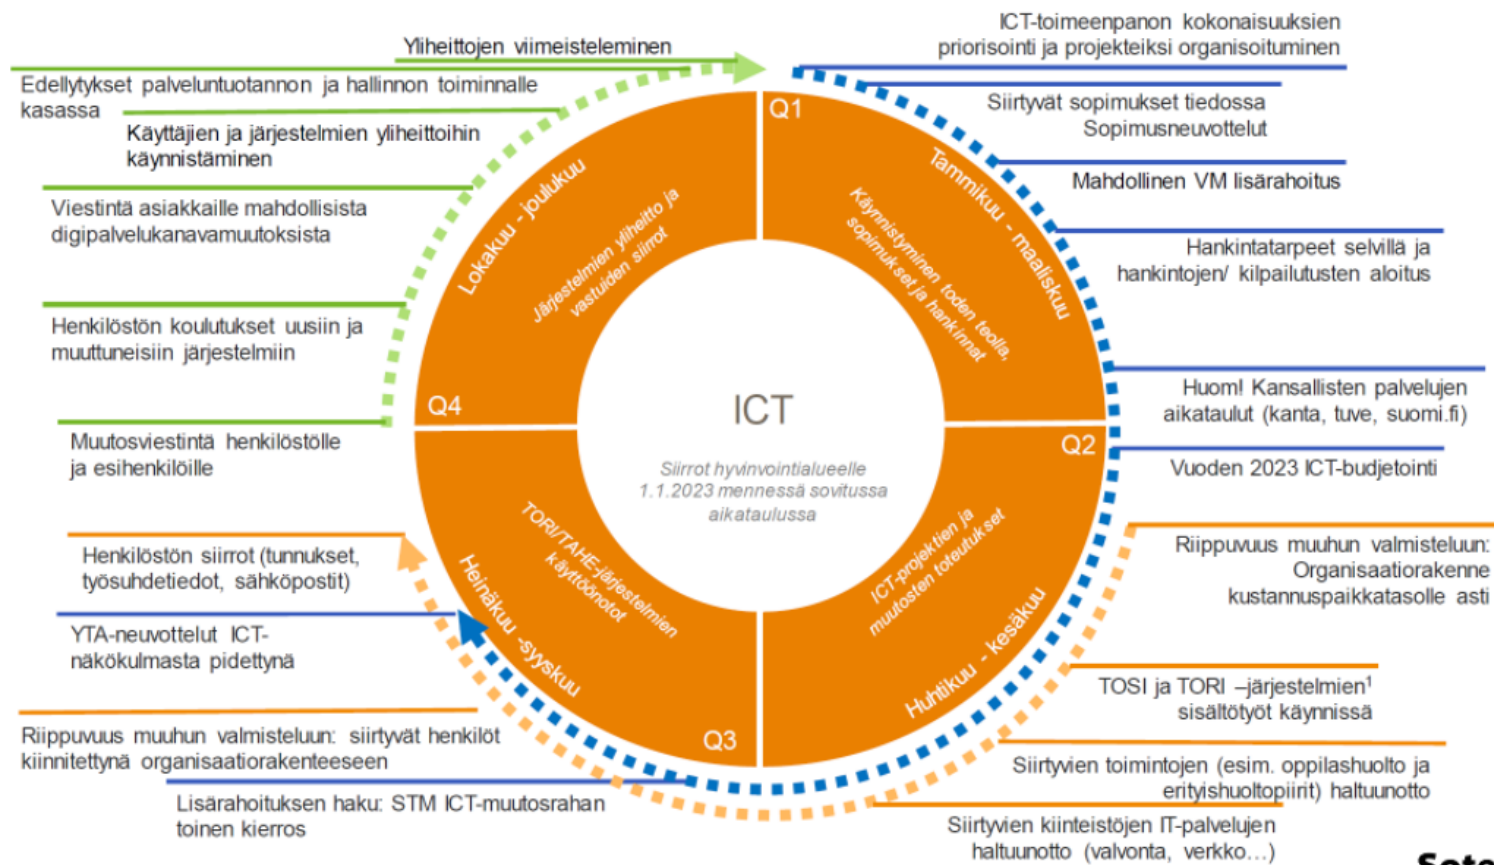 ICT-toimeenpanon kokonaisuuksien
priorisointi ja projekteiksi organisoituminen
Siirtyvät sopimukset tiedossa
Sopimusneuvottelut
Mahdollinen VM lisärahoitus
Hankintatarpeet selvillä ja
hankintojen/ kilpailutusten aloitus
Huom! Kansallisten palvelujen
aikataulut (kanta, tuve, suomi.fi)
Vuoden 2023 ICT-budjetointi
Riippuvuus muuhun valmisteluun:
Organisaatiorakenne
kustannuspaikkatasolle asti
TOSI ja TORI –järjestelmien¹
sisältötyöt käynnissä
Siirtyvien toimintojen (esim. oppilashuolto ja
erityishuoltopiirit) haltuunotto
Siirtyvien kiinteistöjen IT-palvelujen
haltuunotto (valvonta, verkko…)
Lisärahoituksen haku: STM ICT-muutosrahan
toinen kierros
Riippuvuus muuhun valmisteluun: siirtyvät henkilöt
kiinnitettynä organisaatiorakenteeseen
YTA-neuvottelut ICT-
näkökulmasta pidettynä
Henkilöstön siirrot (tunnukset,
työsuhdetiedot, sähköpostit)
Muutosviestintä henkilöstölle
ja esihenkilöille
Henkilöstön koulutukset uusiin ja
muuttuneisiin järjestelmiin
Viestintä asiakkaille mahdollisista
digipalvelukanavamuutoksista
Käyttäjien ja järjestelmien yliheittoihin
käynnistäminen
Edellytykset palveluntuotannon ja hallinnon toiminnalle
kasassa
Yliheittojen viimeisteleminen
Q1
Tammikuu - maaliskuu
Käynnistyminen toden teolla,
sopimukset ja hankinnat
Q2
Huhtikuu - kesäkuu
ICT-projektien ja
muutosten toteutukset
Q3
Heinäkuu -syyskuu
TORI/TAHE-järjestelmien
käyttöönotot
Q4
Lokakuu - joulukuu
Järjestelmien yliheitto ja
vastuiden siirrot
ICT
Siirrot hyvinvointialueelle
1.1.2023 mennessä sovitussa
aikataulussa